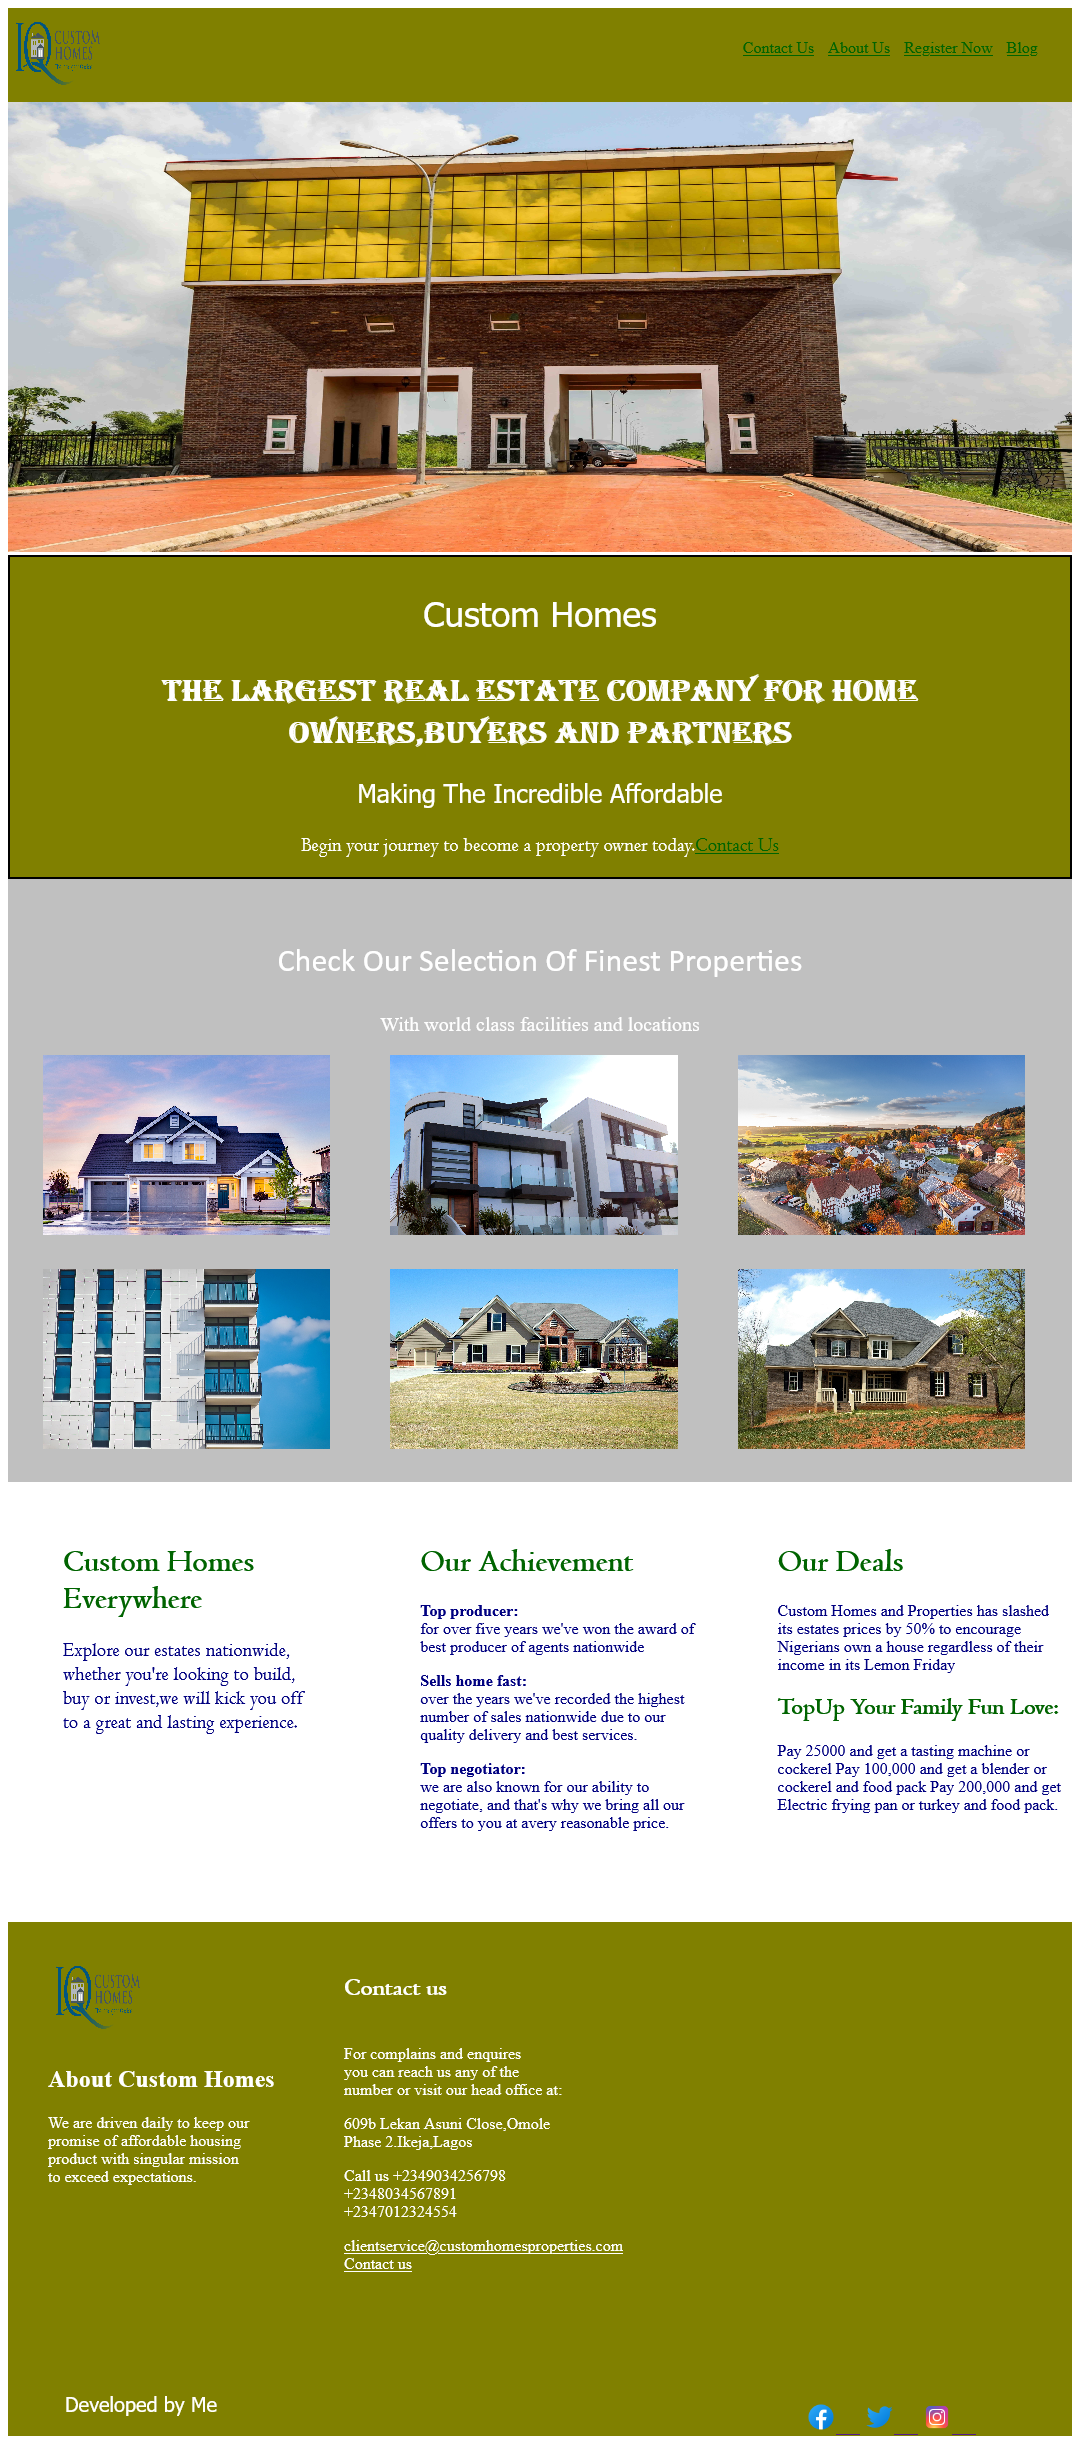 IQ CUSTOM
HOMES
Contact Us About Us Register Now Blog
Custom Homes
THE LARGEST REAL ESTATE COMPANY FOR HOME
OWNERS,BUYERS AND PARTNERS
Making The Incredible Affordable
Begin your journey to become a property owner today.Contact Us
Check Our Selection Of Finest Properties
With world class facilities and locations
Custom Homes
Everywhere
Explore our estates nationwide,
whether you're looking to build,
buy or invest,we will kick you off
to a great and lasting experience.
Our Achievement
Top producer:
for over five years we've won the award of
best producer of agents nationwide
Sells home fast:
over the years we've recorded the highest
number of sales nationwide due to our
quality delivery and best services.
Top negotiator:
we are also known for our ability to
negotiate, and that's why we bring all our
offers to you at avery reasonable price.
Our Deals
Custom Homes and Properties has slashed
its estates prices by 50% to encourage
Nigerians own a house regardless of their
income in its Lemon Friday
TopUp Your Family Fun Love:
Pay 25000 and get a tasting machine or
cockerel Pay 100,000 and get a blender or
cockerel and food pack Pay 200,000 and get
Electric frying pan or turkey and food pack.
IQ CUSTOM
HOMES
About Custom Homes
We are driven daily to keep our
promise of affordable housing
product with singular mission
to exceed expectations.
Contact us
For complains and enquires
you can reach us any of the
number or visit our head office at:
609b Lekan Asuni Close,Omole
Phase 2.Ikeja,Lagos
Call us +2349034256798
+2348034567891
+2347012324554
clientservice@customhomesproperties.com
Contact us
Developed by Me